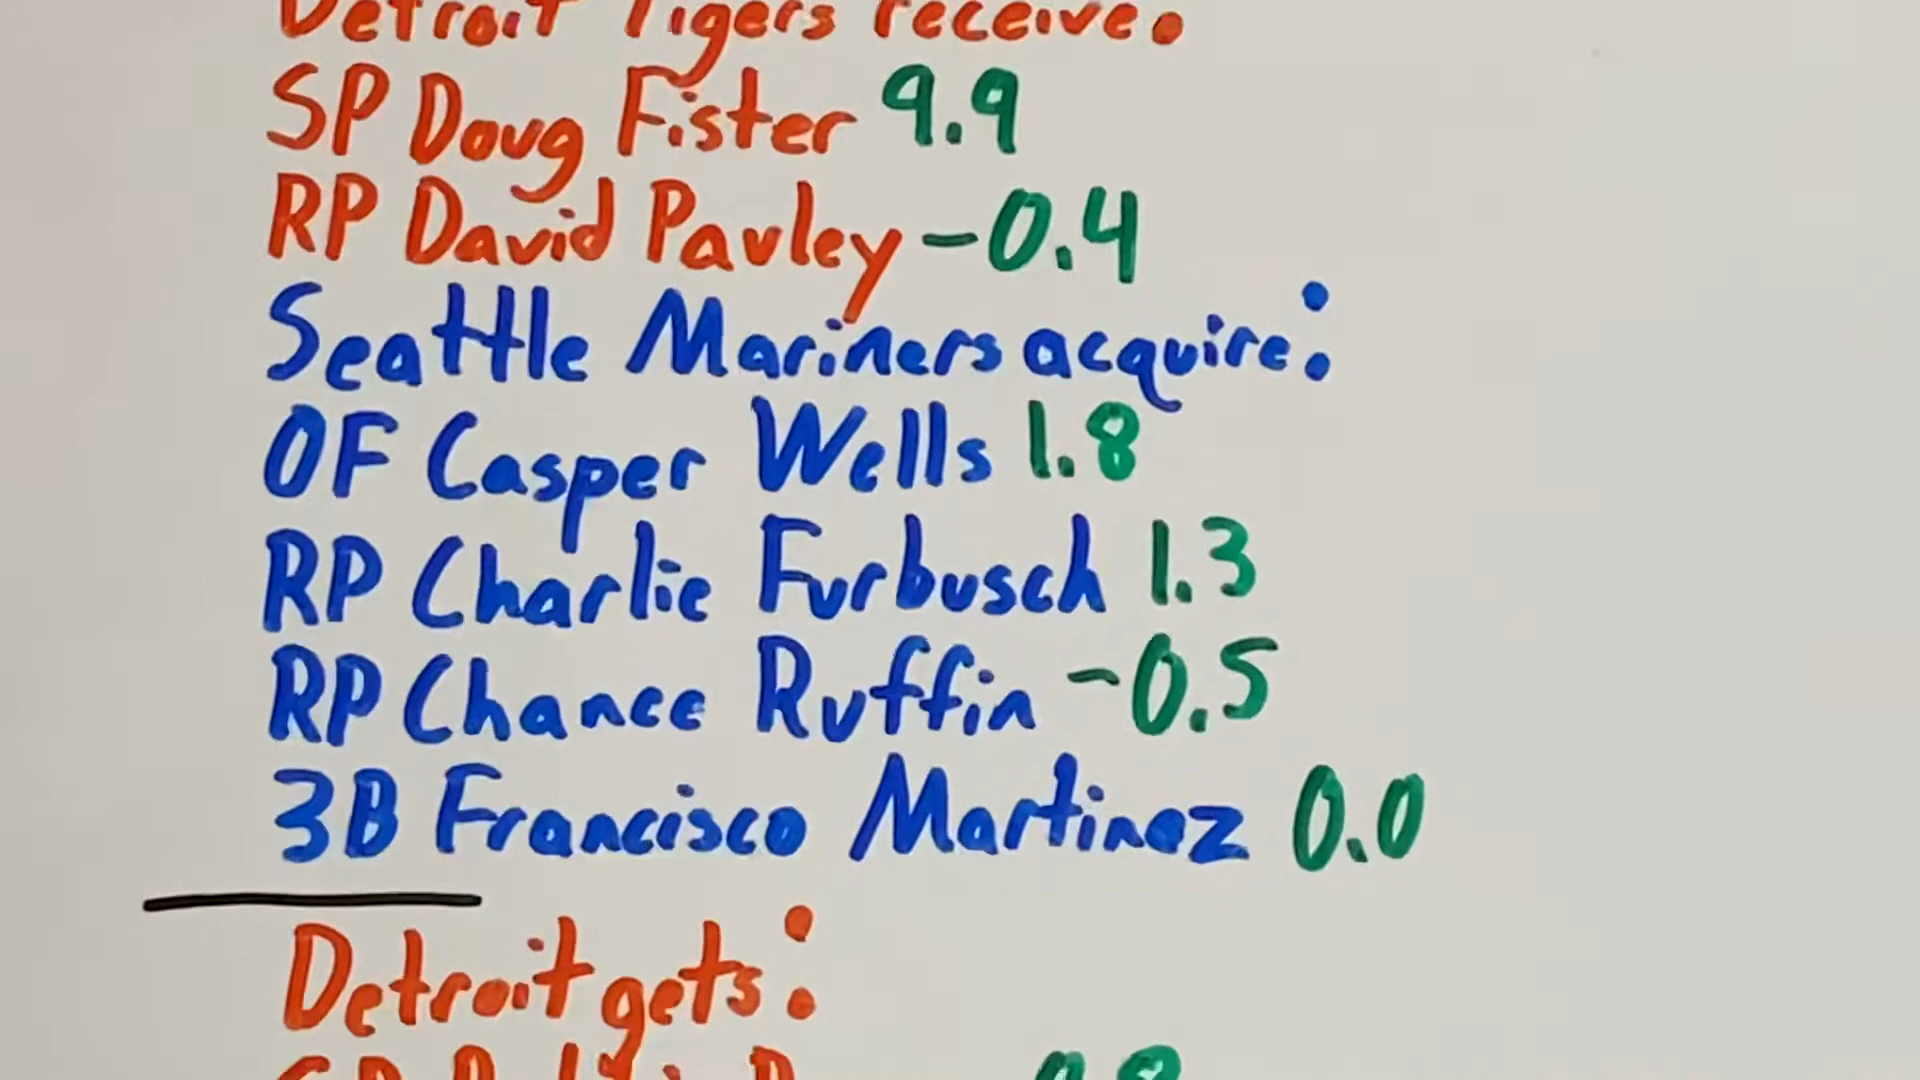 Detroit Tigers receive:
SP Doug Fister 9.9
RP David Pauley -0.4
Seattle Mariners acquire:
OF Casper Wells 1.8
RP Charlie Furbusch 1.3
RP Chance Ruffin -0.5
3B Francisco Martinez 0.0
Detroit gets: